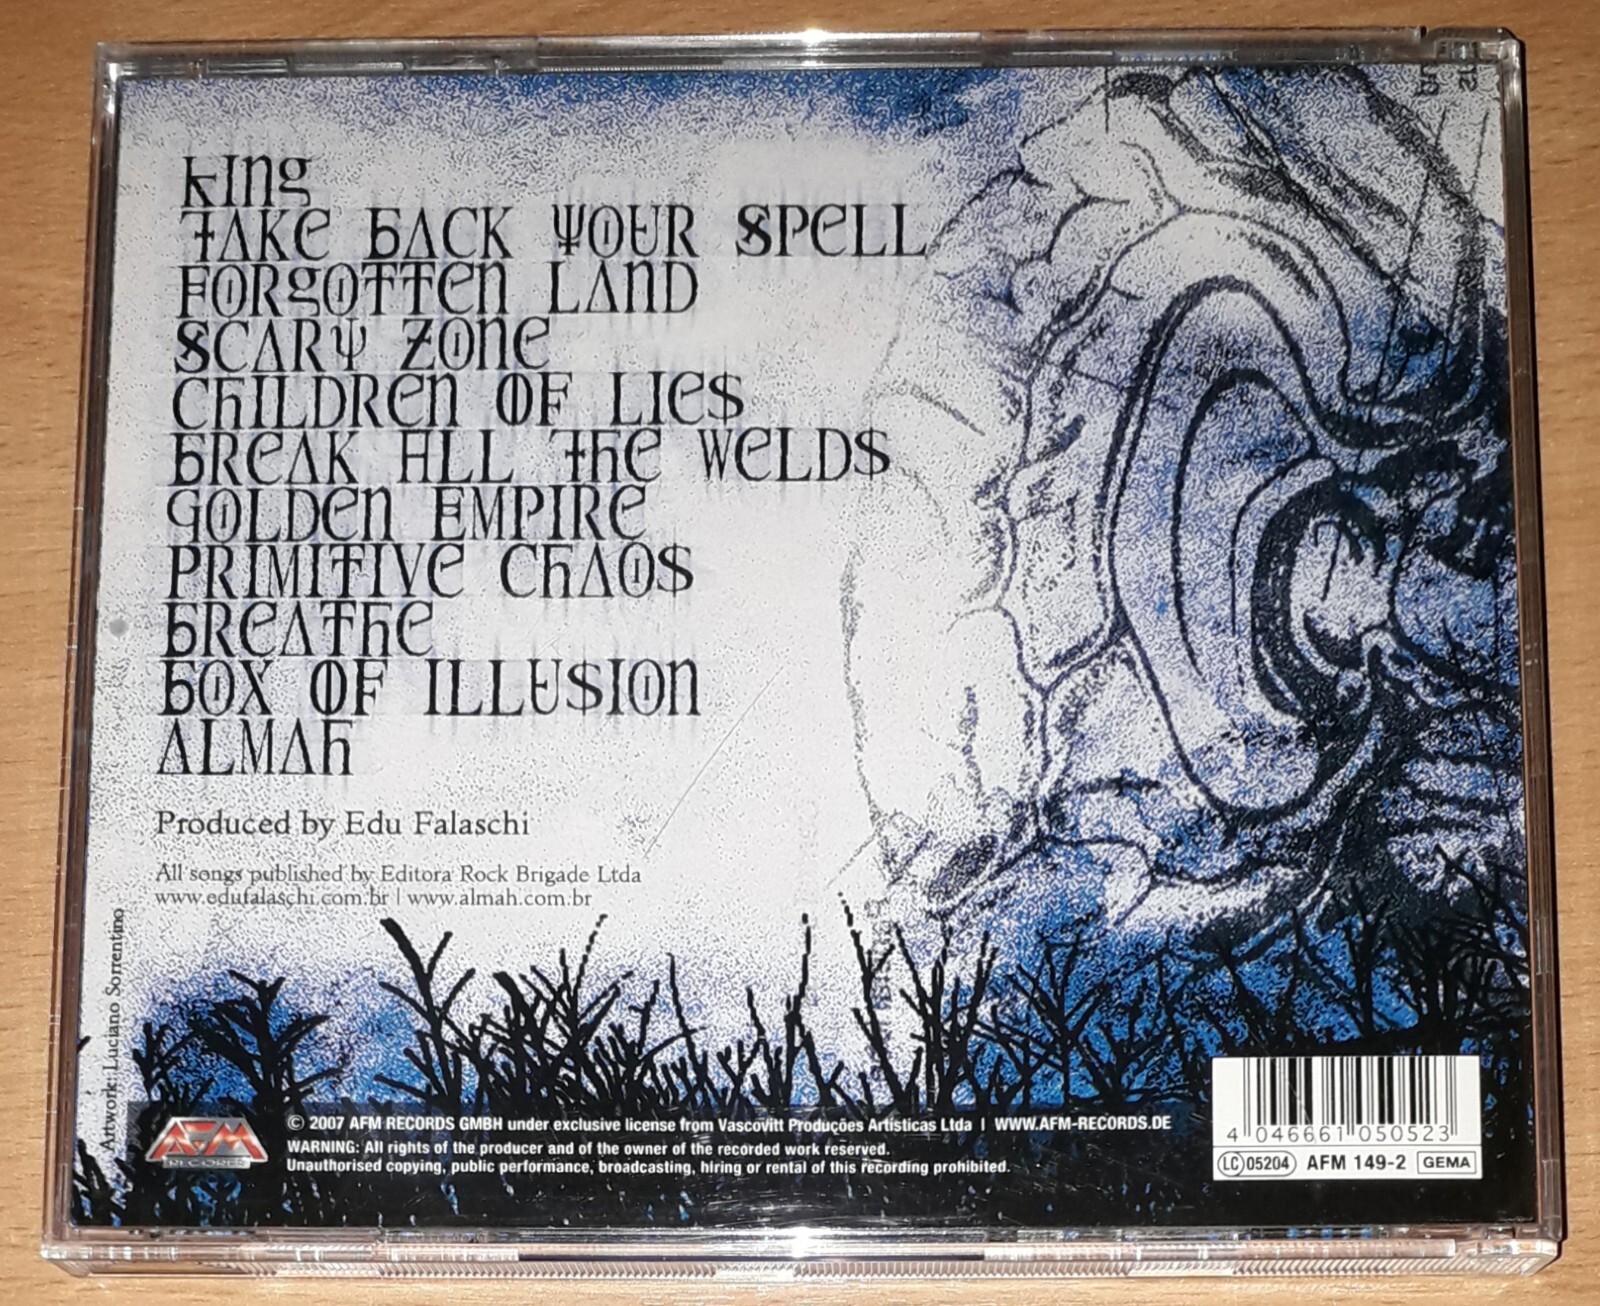 King
Take Back Your Spell
Forgotten Land
Scary Zone
Children of Lies
Break All the Welds
Golden Empire
Primitive Chaos
Breathe
Box of Illusion
Almah
Produced by Edu Falaschi
All songs published by Editora Rock Brigade Ltda
www.edufalaschi.com.br | www.almah.com.br
Artwork: Luciano Sorrentino
AFM RECORDS
© 2007 AFM RECORDS GMBH under exclusive license from Vascovitt Produções Artísticas Ltda | WWW.AFM-RECORDS.DE
WARNING: All rights of the producer and of the owner of the recorded work reserved.
Unauthorised copying, public performance, broadcasting, hiring or rental of this recording prohibited.
4 046661 050523
LC 05204 AFM 149-2 GEMA